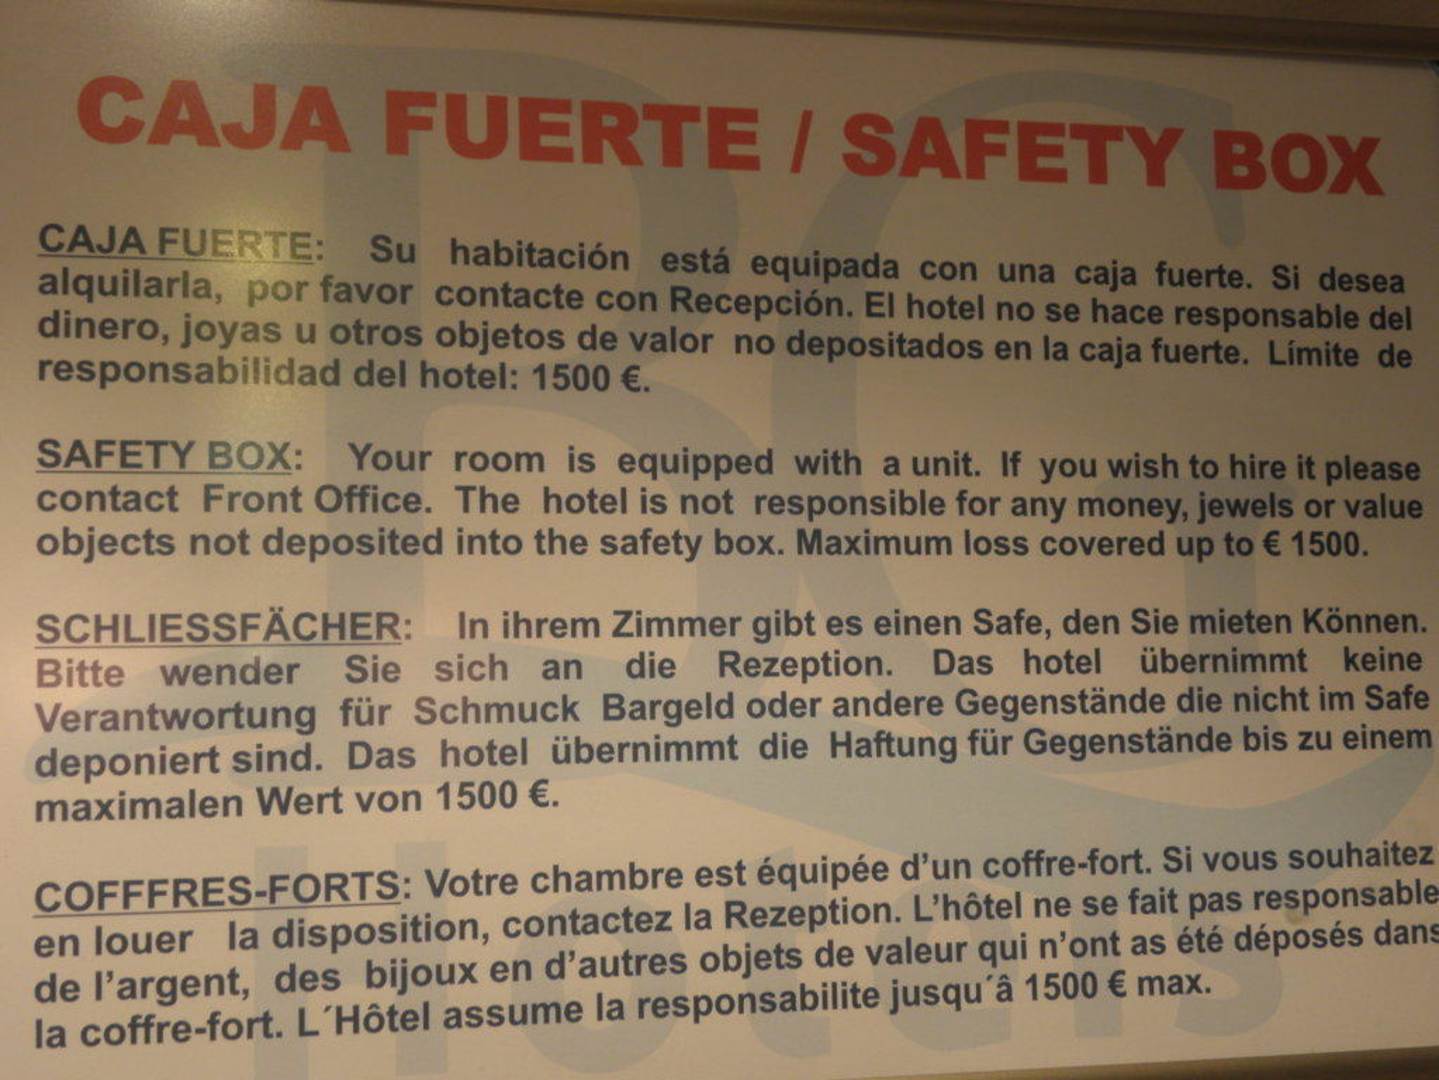 CAJA FUERTE / SAFETY BOX
CAJA FUERTE: Su habitación está equipada con una caja fuerte. Si desea
alquilarla, por favor contacte con Recepción. El hotel no se hace responsable del
dinero, joyas u otros objetos de valor no depositados en la caja fuerte. Límite de
responsabilidad del hotel: 1500 €.
SAFETY BOX: Your room is equipped with a unit. If you wish to hire it please
contact Front Office. The hotel is not responsible for any money, jewels or value
objects not deposited into the safety box. Maximum loss covered up to € 1500.
SCHLIESSFÄCHER: In ihrem Zimmer gibt es einen Safe, den Sie mieten Können.
Bitte wender Sie sich an die Rezeption. Das hotel übernimmt keine
Verantwortung für Schmuck Bargeld oder andere Gegenstände die nicht im Safe
deponiert sind. Das hotel übernimmt die Haftung für Gegenstände bis zu einem
maximalen Wert von 1500 €.
COFFFRES-FORTS: Votre chambre est équipée d'un coffre-fort. Si vous souhaitez
en louer la disposition, contactez la Rezeption. L'hôtel ne se fait pas responsable
de l'argent, des bijoux en d'autres objets de valeur qui n'ont as été déposés dans
la coffre-fort. L´Hôtel assume la responsabilite jusqu´â 1500 € max.
BG
Hotels